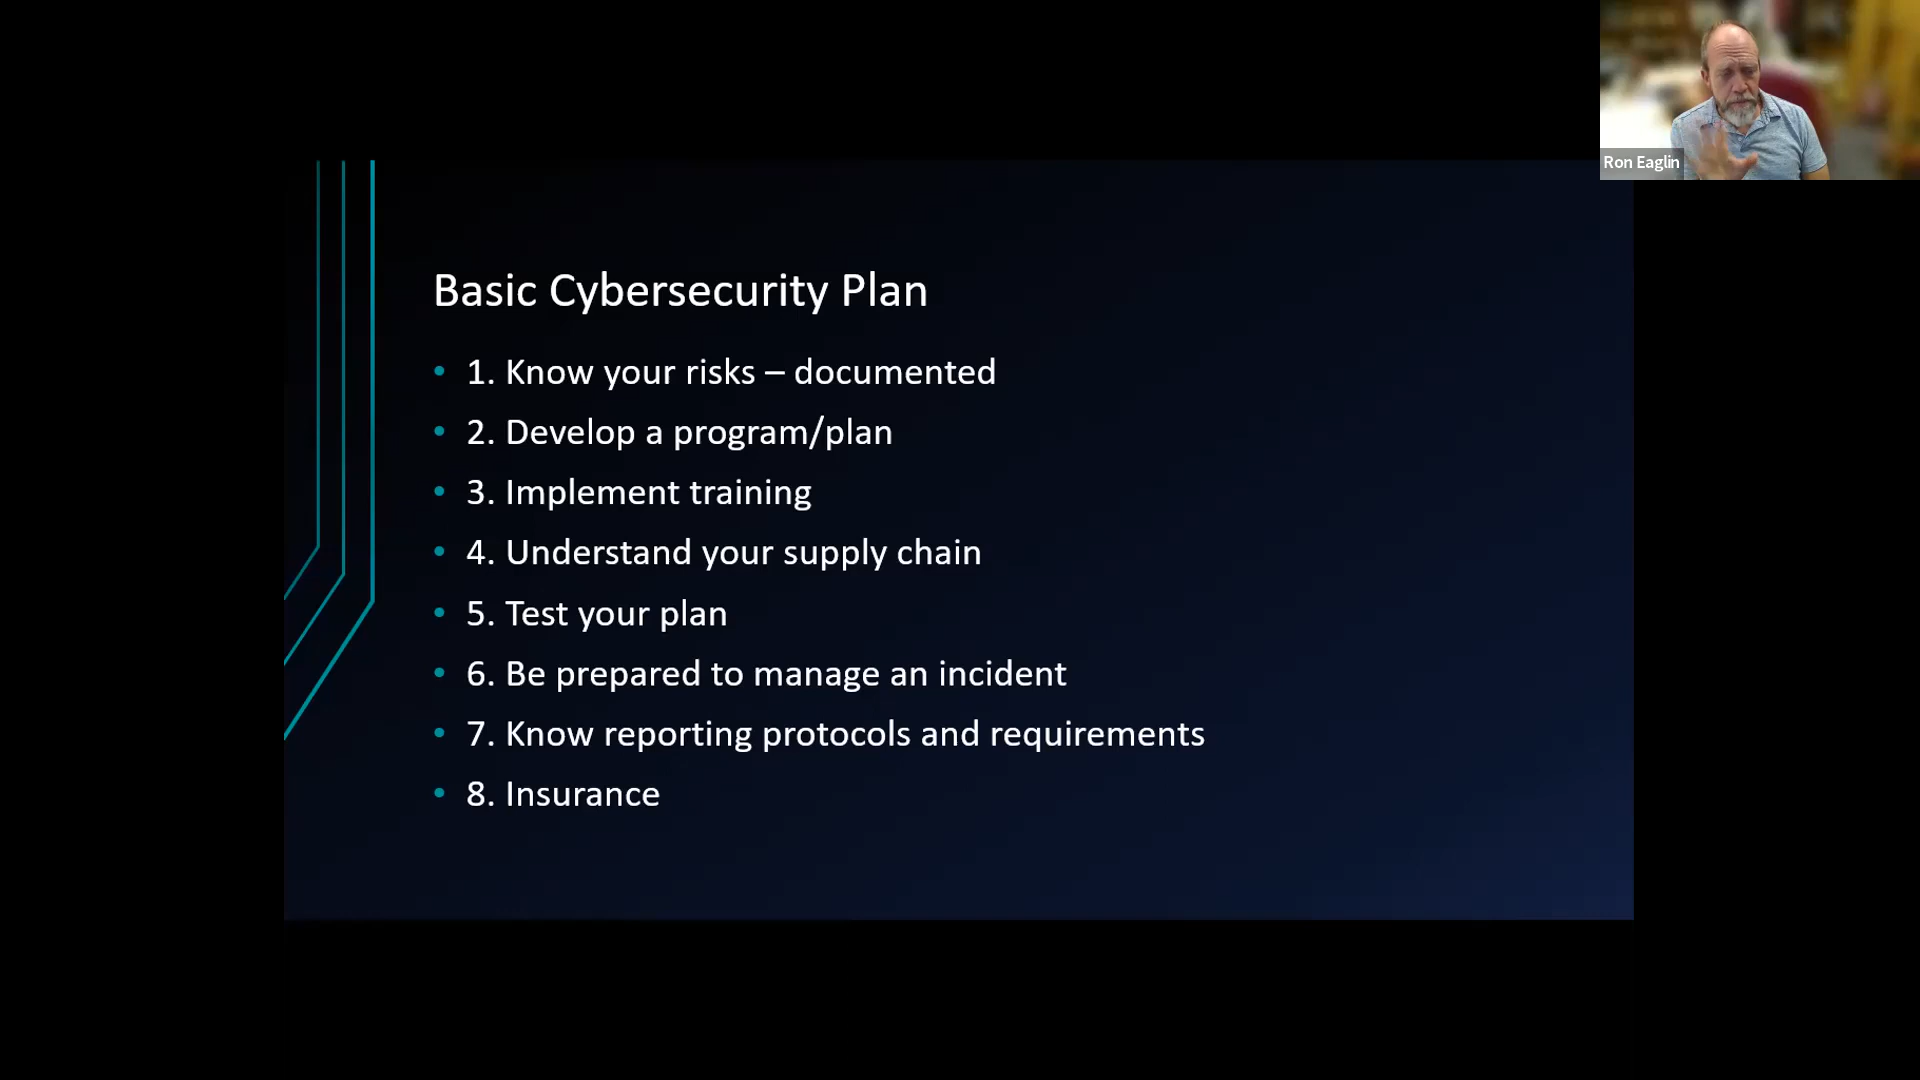 Ron Eaglin
Basic Cybersecurity Plan
• 1. Know your risks – documented
• 2. Develop a program/plan
• 3. Implement training
• 4. Understand your supply chain
• 5. Test your plan
• 6. Be prepared to manage an incident
• 7. Know reporting protocols and requirements
• 8. Insurance